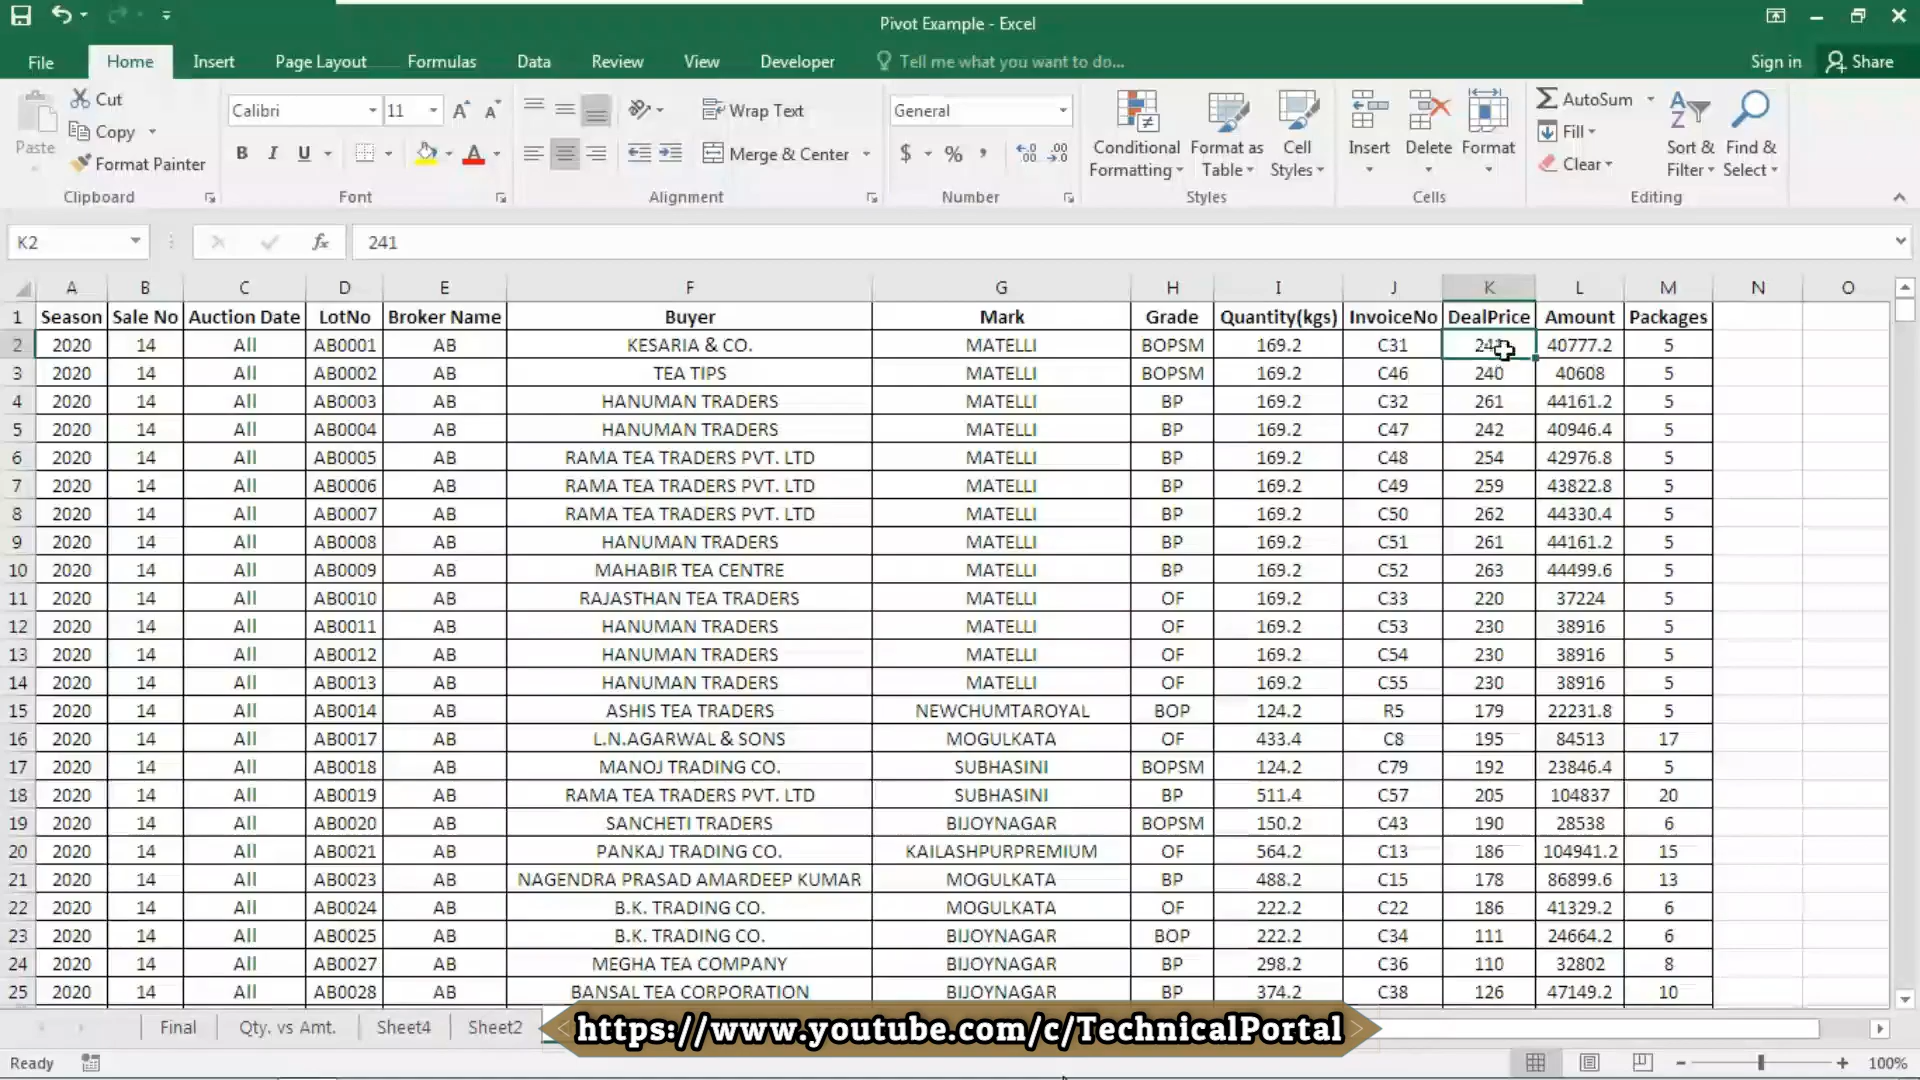 Pivot Example - Excel
File Home Insert Page Layout Formulas Data Review View Developer Tell me what you want to do... Sign in Share
Paste Cut Copy Format Painter Clipboard
Calibri 11 B I U A Font
Wrap Text Merge & Center Alignment
General $ % Number
Conditional Formatting Format as Table Cell Styles Styles
Insert Delete Format Cells
AutoSum Fill Clear Sort & Filter Find & Select Editing
K2 fx 241
A B C D E F G H I J K L M N O
1 Season Sale No Auction Date LotNo Broker Name Buyer Mark Grade Quantity(kgs) InvoiceNo DealPrice Amount Packages
2 2020 14 All AB0001 AB KESARIA & CO. MATELLI BOPSM 169.2 C31 241 40777.2 5
3 2020 14 All AB0002 AB TEA TIPS MATELLI BOPSM 169.2 C46 240 40608 5
4 2020 14 All AB0003 AB HANUMAN TRADERS MATELLI BP 169.2 C32 261 44161.2 5
5 2020 14 All AB0004 AB HANUMAN TRADERS MATELLI BP 169.2 C47 242 40946.4 5
6 2020 14 All AB0005 AB RAMA TEA TRADERS PVT. LTD MATELLI BP 169.2 C48 254 42976.8 5
7 2020 14 All AB0006 AB RAMA TEA TRADERS PVT. LTD MATELLI BP 169.2 C49 259 43822.8 5
8 2020 14 All AB0007 AB RAMA TEA TRADERS PVT. LTD MATELLI BP 169.2 C50 262 44330.4 5
9 2020 14 All AB0008 AB HANUMAN TRADERS MATELLI BP 169.2 C51 261 44161.2 5
10 2020 14 All AB0009 AB MAHABIR TEA CENTRE MATELLI BP 169.2 C52 263 44499.6 5
11 2020 14 All AB0010 AB RAJASTHAN TEA TRADERS MATELLI OF 169.2 C33 220 37224 5
12 2020 14 All AB0011 AB HANUMAN TRADERS MATELLI OF 169.2 C53 230 38916 5
13 2020 14 All AB0012 AB HANUMAN TRADERS MATELLI OF 169.2 C54 230 38916 5
14 2020 14 All AB0013 AB HANUMAN TRADERS MATELLI OF 169.2 C55 230 38916 5
15 2020 14 All AB0014 AB ASHIS TEA TRADERS NEWCHUMTAROYAL BOP 124.2 R5 179 22231.8 5
16 2020 14 All AB0017 AB L.N.AGARWAL & SONS MOGULKATA OF 433.4 C8 195 84513 17
17 2020 14 All AB0018 AB MANOJ TRADING CO. SUBHASINI BOPSM 124.2 C79 192 23846.4 5
18 2020 14 All AB0019 AB RAMA TEA TRADERS PVT. LTD SUBHASINI BP 511.4 C57 205 104837 20
19 2020 14 All AB0020 AB SANCHETI TRADERS BIJOYNAGAR BOPSM 150.2 C43 190 28538 6
20 2020 14 All AB0021 AB PANKAJ TRADING CO. KAILASHPURPREMIUM OF 564.2 C13 186 104941.2 15
21 2020 14 All AB0023 AB NAGENDRA PRASAD AMARDEEP KUMAR MOGULKATA BP 488.2 C15 178 86899.6 13
22 2020 14 All AB0024 AB B.K. TRADING CO. MOGULKATA OF 222.2 C22 186 41329.2 6
23 2020 14 All AB0025 AB B.K. TRADING CO. BIJOYNAGAR BOP 222.2 C34 111 24664.2 6
24 2020 14 All AB0027 AB MEGHA TEA COMPANY BIJOYNAGAR BP 298.2 C36 110 32802 8
25 2020 14 All AB0028 AB BANSAL TEA CORPORATION BIJOYNAGAR BP 374.2 C38 126 47149.2 10
Final Qty. vs Amt. Sheet4 Sheet2
https://www.youtube.com/c/TechnicalPortal
Ready 100%